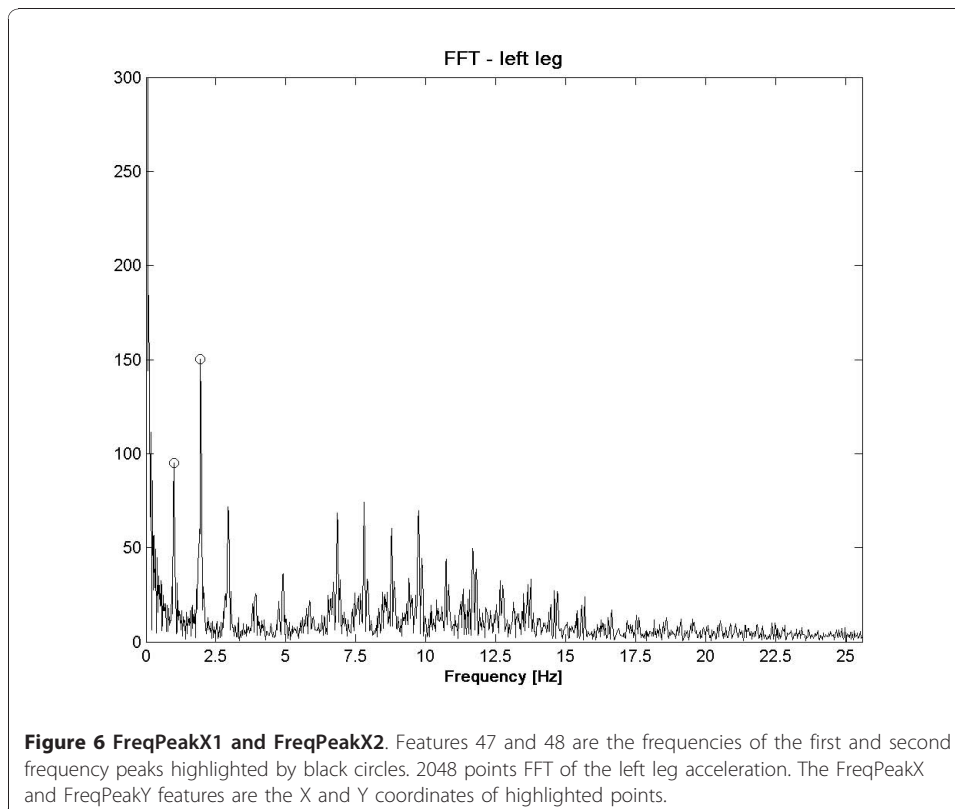 FFT - left leg
300
250
200
150
100
50
0
0 2.5 5 7.5 10 12.5 15 17.5 20 22.5 25
Frequency [Hz]
Figure 6 FreqPeakX1 and FreqPeakX2. Features 47 and 48 are the frequencies of the first and second
frequency peaks highlighted by black circles. 2048 points FFT of the left leg acceleration. The FreqPeakX
and FreqPeakY features are the X and Y coordinates of highlighted points.